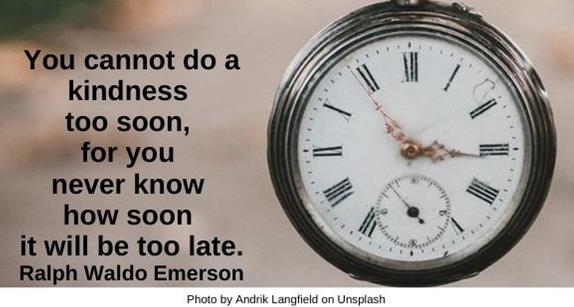 You cannot do a
kindness
too soon,
for you
never know
how soon
it will be too late.
Ralph Waldo Emerson
Photo by Andrik Langfield on Unsplash